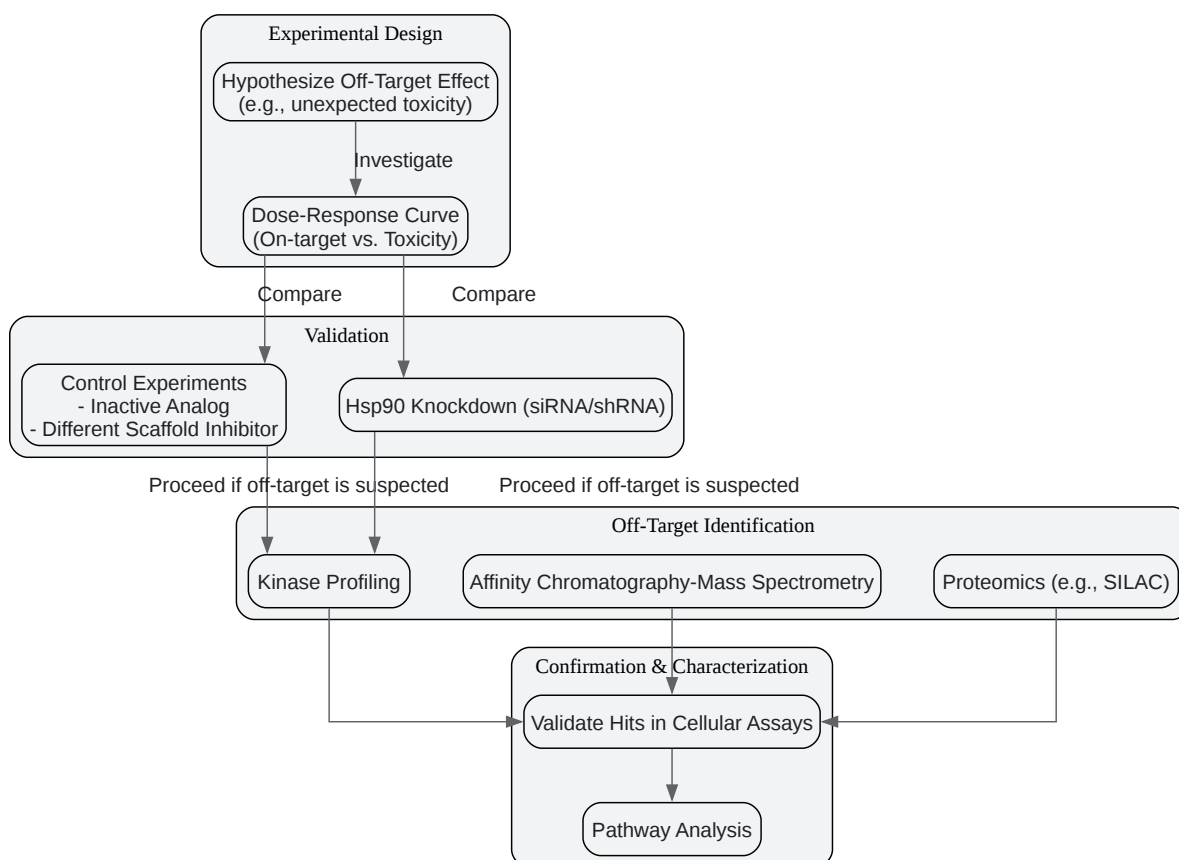 Experimental Design
Hypothesize Off-Target Effect
(e.g., unexpected toxicity)
Investigate
Dose-Response Curve
(On-target vs. Toxicity)
Compare
Compare
Validation
Control Experiments
- Inactive Analog
- Different Scaffold Inhibitor
Hsp90 Knockdown (siRNA/shRNA)
Proceed if off-target is suspected
Proceed if off-target is suspected
Off-Target Identification
Kinase Profiling
Affinity Chromatography-Mass Spectrometry
Proteomics (e.g., SILAC)
Confirmation & Characterization
Validate Hits in Cellular Assays
Pathway Analysis